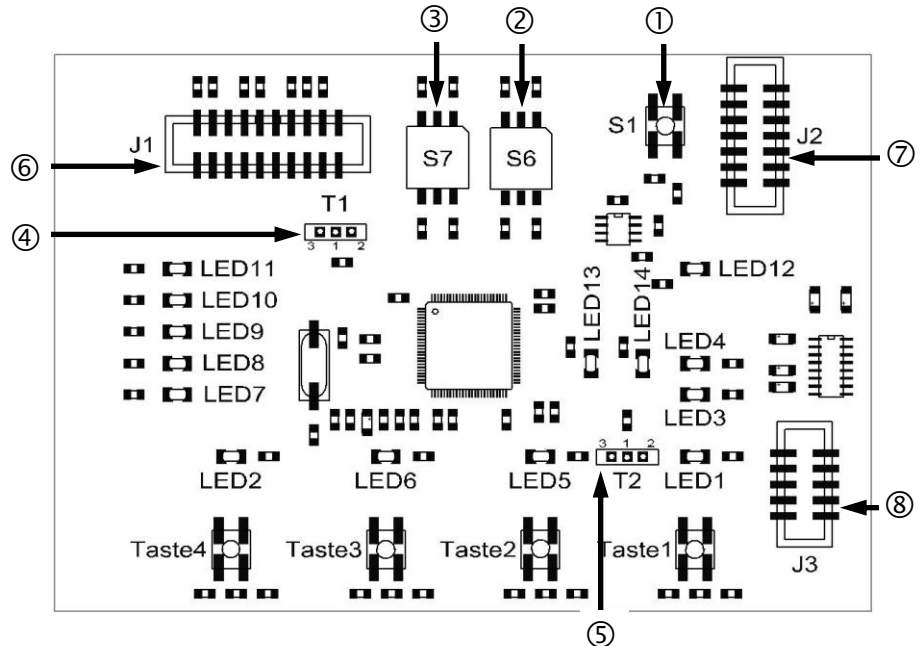 ③ ② ①
J1 S7 S6 S1 J2
⑥ ⑦
T1
④
3 1 2
LED11 LED13 LED14 LED12
LED10
LED9 LED4
LED8
LED7 LED3
3 1 2
LED2 LED6 LED5 T2 LED1
⑧
Taste4 Taste3 Taste2 Taste1
J3
⑤